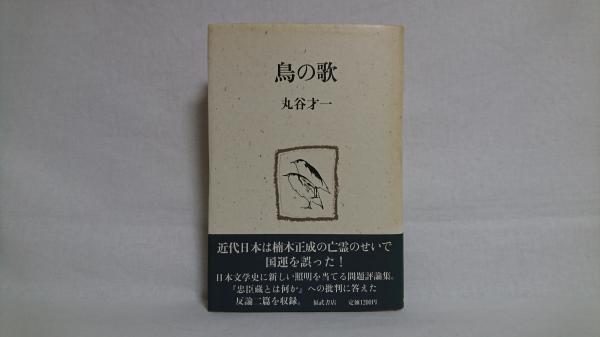 鳥の歌
丸谷才一
近代日本は楠木正成の亡霊のせいで
国運を誤った！
日本文学史に新しい照明を当てる問題評論集。
『忠臣蔵とは何か』への批判に答えた
反論二篇を収録。 福武書店 定価1200円